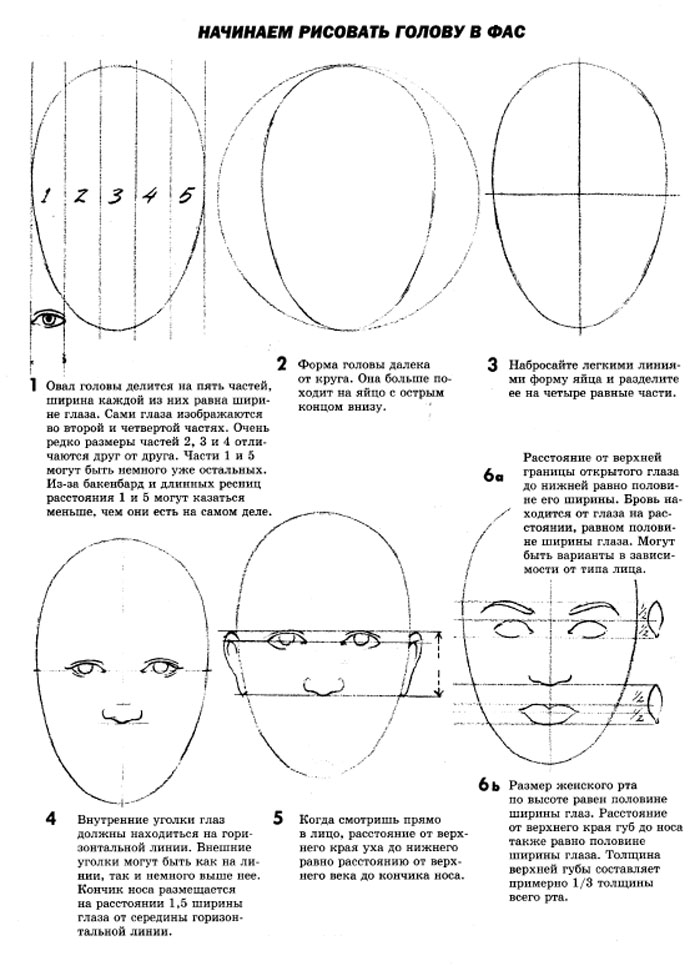 НАЧИНАЕМ РИСОВАТЬ ГОЛОВУ В ФАС
1 2 3 4 5
1 Овал головы делится на пять частей,
ширина каждой из них равна шири-
не глаза. Сами глаза изображаются
во второй и четвертой частях. Очень
редко размеры частей 2, 3 и 4 отли-
чаются друг от друга. Части 1 и 5
могут быть немного уже остальных.
Из-за бакенбард и длинных ресниц
расстояния 1 и 5 могут казаться
меньше, чем они есть на самом деле.
2 Форма головы далека
от круга. Она больше по-
ходит на яйцо с острым
концом внизу.
3 Набросайте легкими линия-
ми форму яйца и разделите
ее на четыре равные части.
6а
Расстояние от верхней
границы открытого глаза
до нижней равно полови-
не его ширины. Бровь на-
ходится от глаза на рас-
стоянии, равном полови-
не ширины глаза. Могут
быть варианты в зависи-
мости от типа лица.
1/2
1/2
1/2
1/2
4 Внутренние уголки глаз
должны находиться на гори-
зонтальной линии. Внешние
уголки могут быть как на ли-
нии, так и немного выше нее.
Кончик носа размещается
на расстоянии 1,5 ширины
глаза от середины горизон-
тальной линии.
5 Когда смотришь прямо
в лицо, расстояние от верх-
него края уха до нижнего
равно расстоянию от верх-
него века до кончика носа.
6b Размер женского рта
по высоте равен половине
ширины глаз. Расстояние
от верхнего края губ до носа
также равно половине
ширины глаза. Толщина
верхней губы составляет
примерно 1/3 толщины
всего рта.